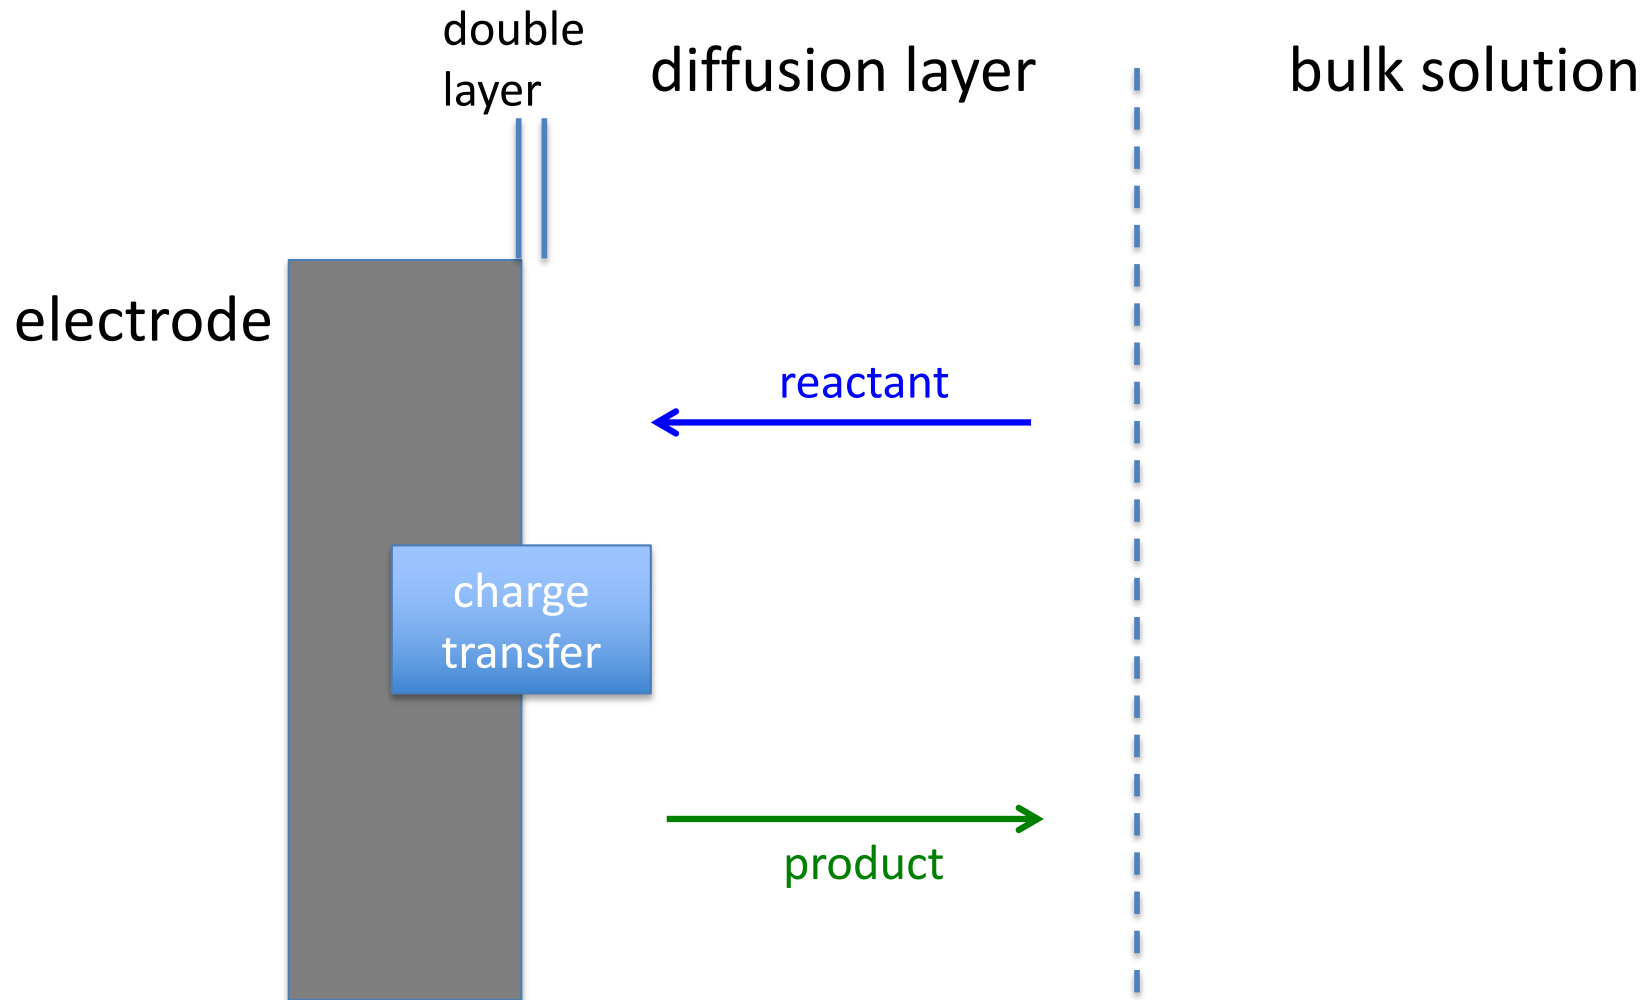 double
layer
diffusion layer
bulk solution
electrode
reactant
charge
transfer
product